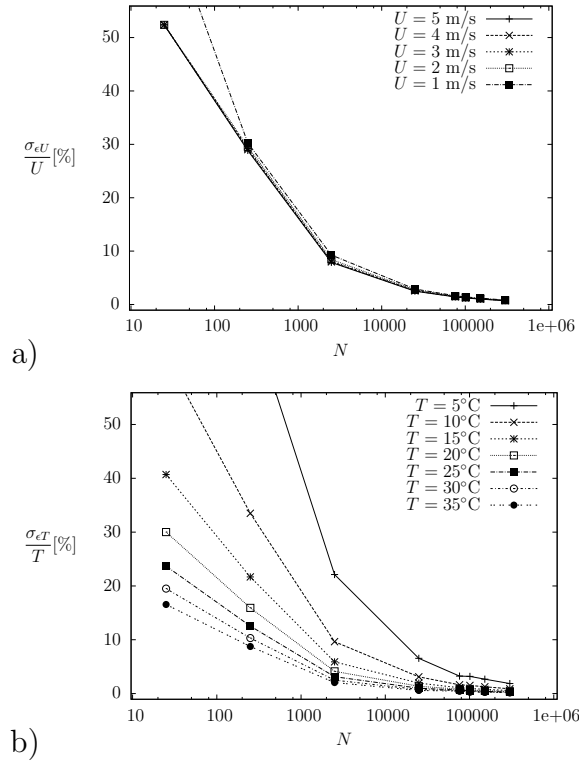 50
40
30
20
10
0
σϵU/U [%]
U = 5 m/s
U = 4 m/s
U = 3 m/s
U = 2 m/s
U = 1 m/s
10 100 1000 10000 100000 1e+06
N
a)
50
40
30
20
10
0
σϵT/T [%]
T = 5°C
T = 10°C
T = 15°C
T = 20°C
T = 25°C
T = 30°C
T = 35°C
10 100 1000 10000 100000 1e+06
N
b)